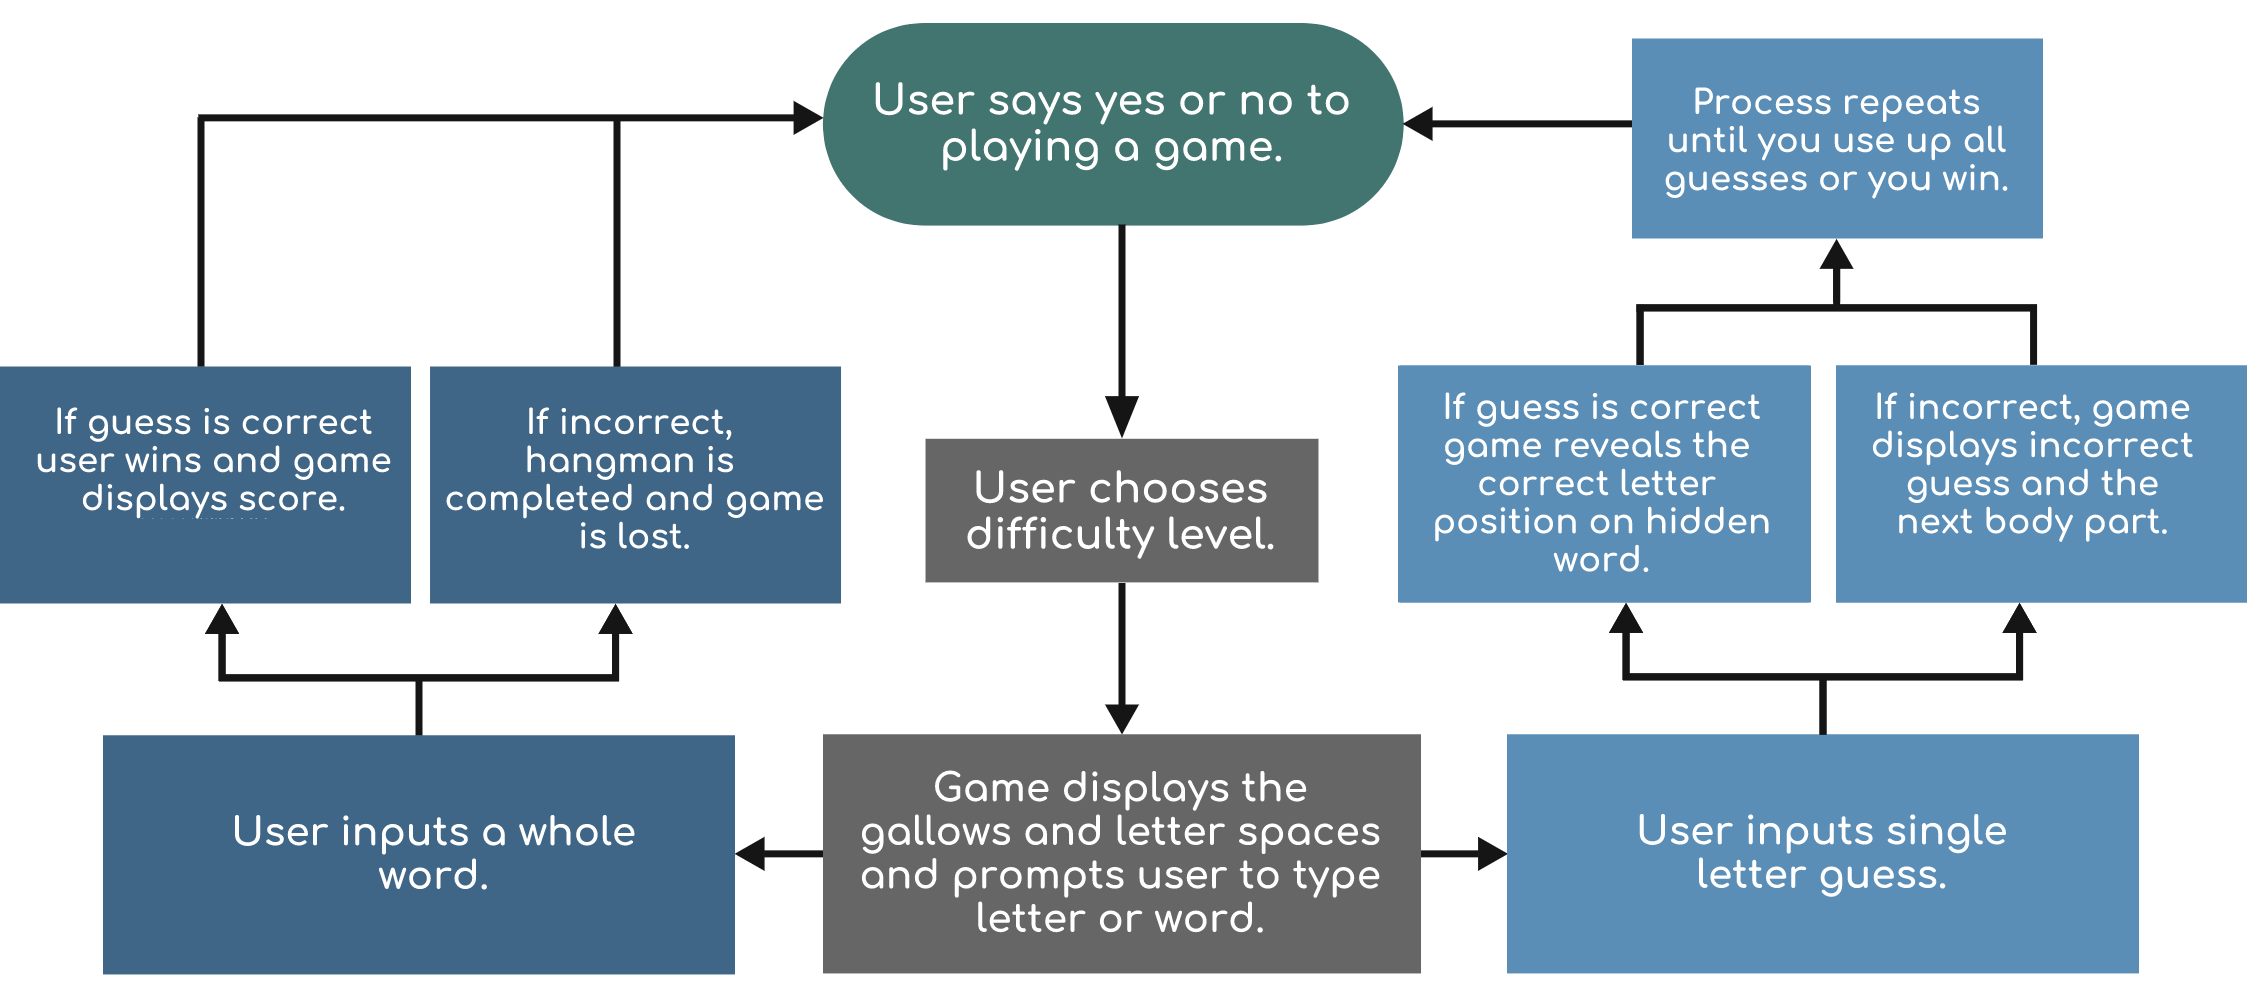 User says yes or no to
playing a game.
Process repeats
until you use up all
guesses or you win.
If guess is correct
user wins and game
displays score.
If incorrect,
hangman is
completed and game
is lost.
User chooses
difficulty level.
If guess is correct
game reveals the
correct letter
position on hidden
word.
If incorrect, game
displays incorrect
guess and the
next body part.
User inputs a whole
word.
Game displays the
gallows and letter spaces
and prompts user to type
letter or word.
User inputs single
letter guess.